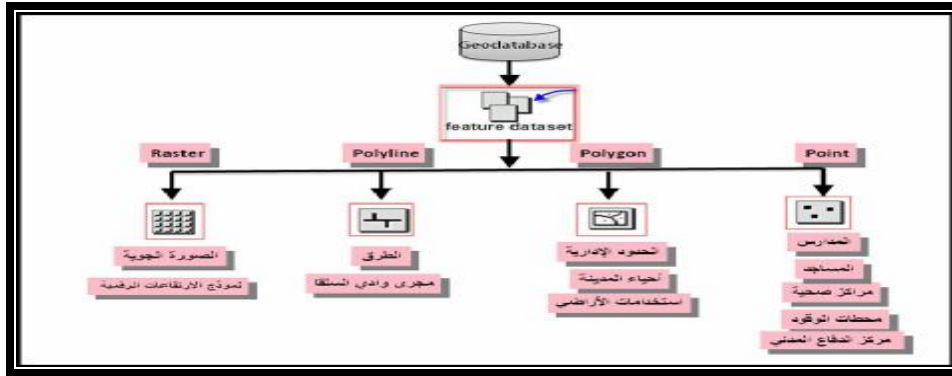 Geodatabase
feature dataset
Raster
Polyline
Polygon
Point
الصورة الجوية
نموذج الارتفاعات الرقمية
الطرق
مجرى وادي السلقا
الحدود الإدارية
أحياء المدينة
استخدامات الأراضي
المدارس
المساجد
مراكز صحية
محطات الوقود
مركز الدفاع المدني